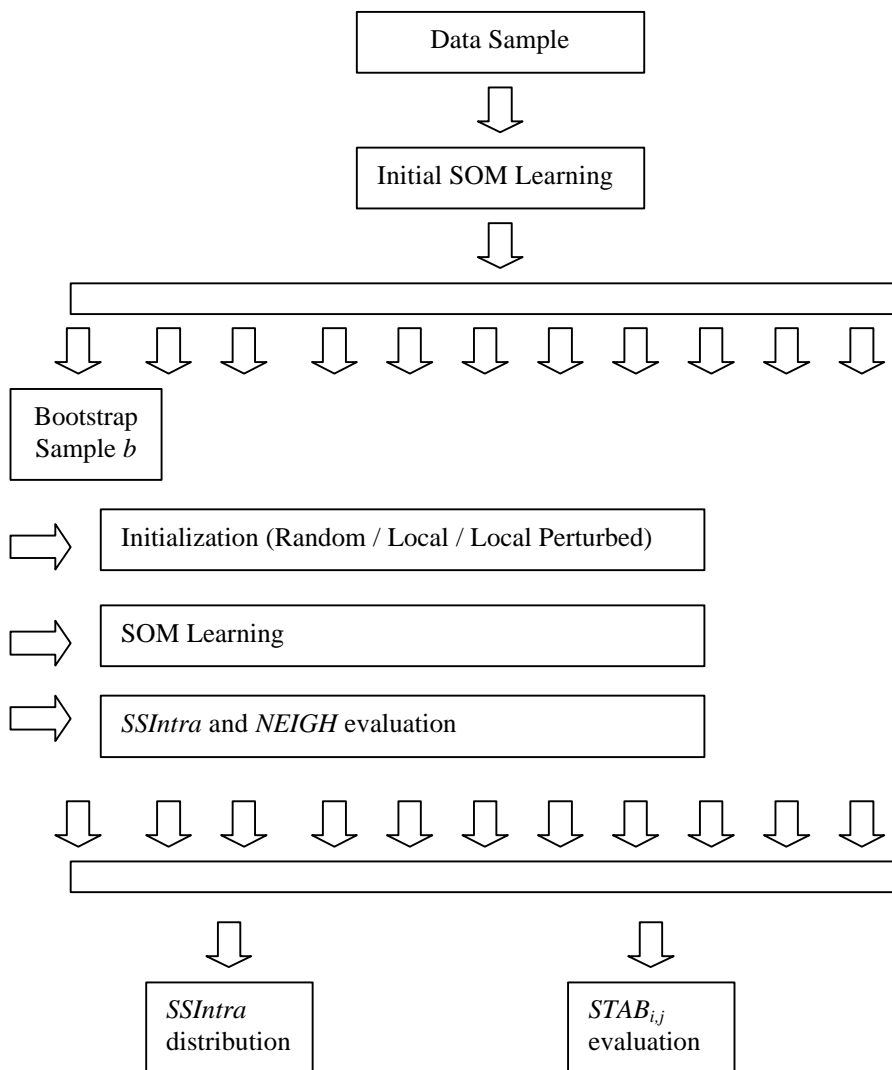 Data Sample
Initial SOM Learning
Bootstrap
Sample b
Initialization (Random / Local / Local Perturbed)
SOM Learning
SSIntra and NEIGH evaluation
SSIntra
distribution
STAB_{i,j}
evaluation